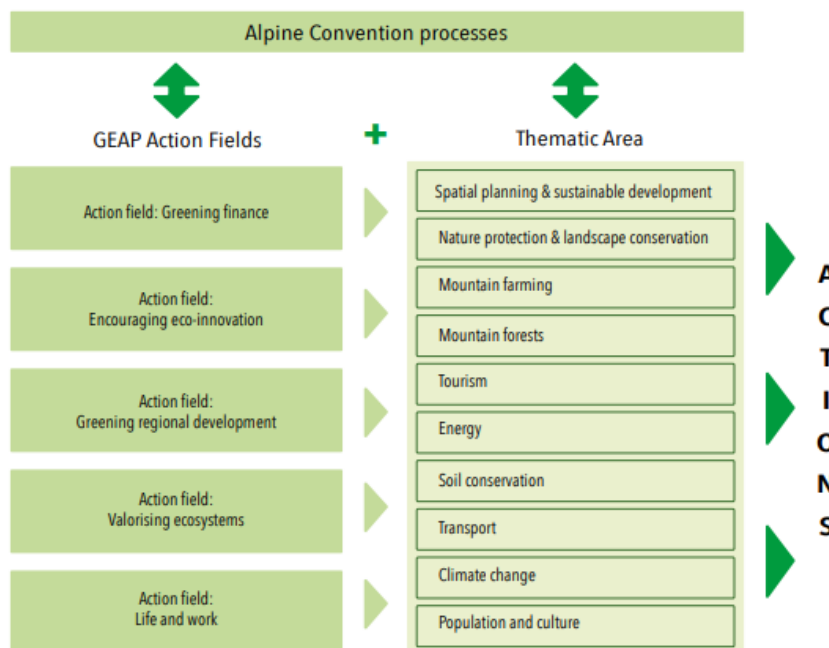 Alpine Convention processes
GEAP Action Fields
+
Thematic Area
Action field: Greening finance
Action field:
Encouraging eco-innovation
Action field:
Greening regional development
Action field:
Valorising ecosystems
Action field:
Life and work
Spatial planning & sustainable development
Nature protection & landscape conservation
Mountain farming
Mountain forests
Tourism
Energy
Soil conservation
Transport
Climate change
Population and culture
A
C
T
I
O
N
S